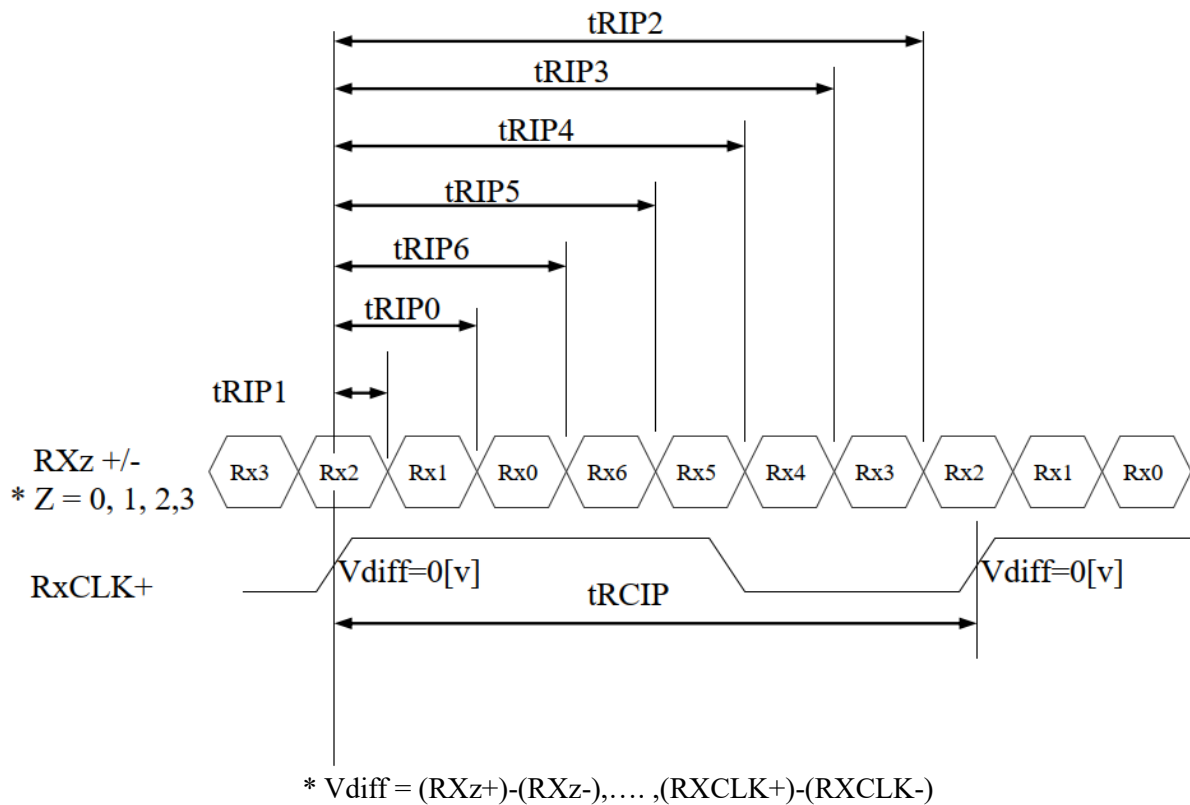 tRIP2
tRIP3
tRIP4
tRIP5
tRIP6
tRIP0
tRIP1
RXz +/-
* Z = 0, 1, 2,3
Rx3 Rx2 Rx1 Rx0 Rx6 Rx5 Rx4 Rx3 Rx2 Rx1 Rx0
RxCLK+
Vdiff=0[v] Vdiff=0[v]
tRCIP
* Vdiff = (RXz+)-(RXz-),…. ,(RXCLK+)-(RXCLK-)